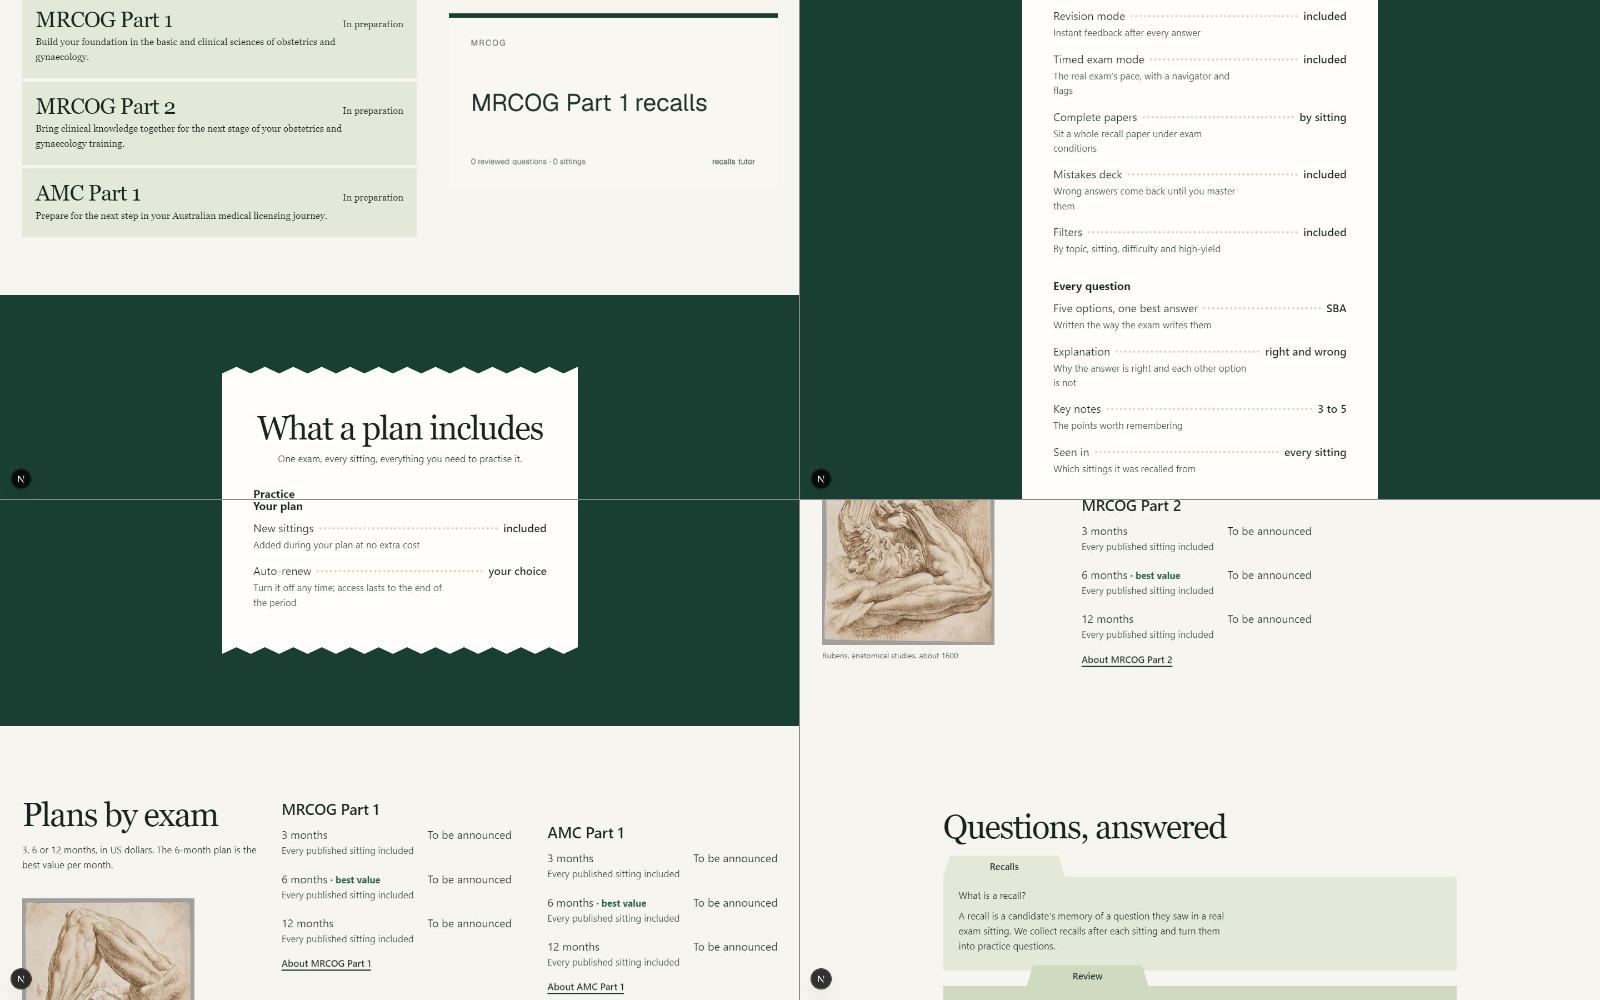 MRCOG Part 1
In preparation
Build your foundation in the basic and clinical sciences of obstetrics and
gynaecology.
MRCOG Part 2
In preparation
Bring clinical knowledge together for the next stage of your obstetrics and
gynaecology training.
AMC Part 1
In preparation
Prepare for the next step in your Australian medical licensing journey.
MRCOG
MRCOG Part 1 recalls
0 reviewed questions · 0 sittings
recalls tutor
What a plan includes
One exam, every sitting, everything you need to practise it.
Practice
N
Revision mode included
Instant feedback after every answer
Timed exam mode included
The real exam's pace, with a navigator and
flags
Complete papers by sitting
Sit a whole recall paper under exam
conditions
Mistakes deck included
Wrong answers come back until you master
them
Filters included
By topic, sitting, difficulty and high-yield
Every question
Five options, one best answer SBA
Written the way the exam writes them
Explanation right and wrong
Why the answer is right and each other option
is not
Key notes 3 to 5
The points worth remembering
Seen in every sitting
Which sittings it was recalled from
N
Your plan
New sittings included
Added during your plan at no extra cost
Auto-renew your choice
Turn it off any time; access lasts to the end of
the period
Plans by exam
3, 6 or 12 months, in US dollars. The 6-month plan is the
best value per month.
MRCOG Part 1
3 months To be announced
Every published sitting included
6 months · best value To be announced
Every published sitting included
12 months To be announced
Every published sitting included
About MRCOG Part 1
AMC Part 1
3 months To be announced
Every published sitting included
6 months · best value To be announced
Every published sitting included
12 months To be announced
Every published sitting included
About AMC Part 1
N
Rubens, anatomical studies, about 1600
MRCOG Part 2
3 months To be announced
Every published sitting included
6 months · best value To be announced
Every published sitting included
12 months To be announced
Every published sitting included
About MRCOG Part 2
Questions, answered
Recalls
What is a recall?
A recall is a candidate's memory of a question they saw in a real
exam sitting. We collect recalls after each sitting and turn them
into practice questions.
Review
N